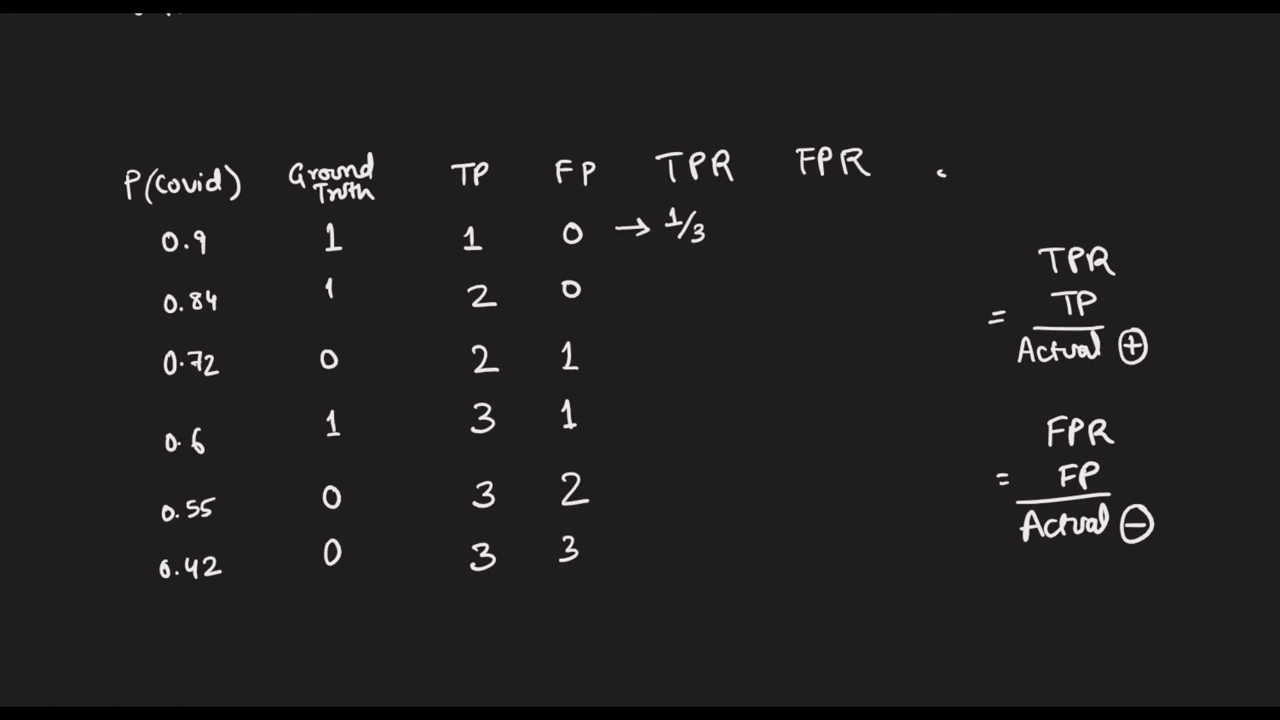 P(Covid) Ground Truth TP FP TPR FPR
0.9 1 1 0 → 1/3
0.84 1 2 0
0.72 0 2 1
0.6 1 3 1
0.55 0 3 2
0.42 0 3 3
TPR
= TP
Actual ⊕
FPR
= FP
Actual ⊖